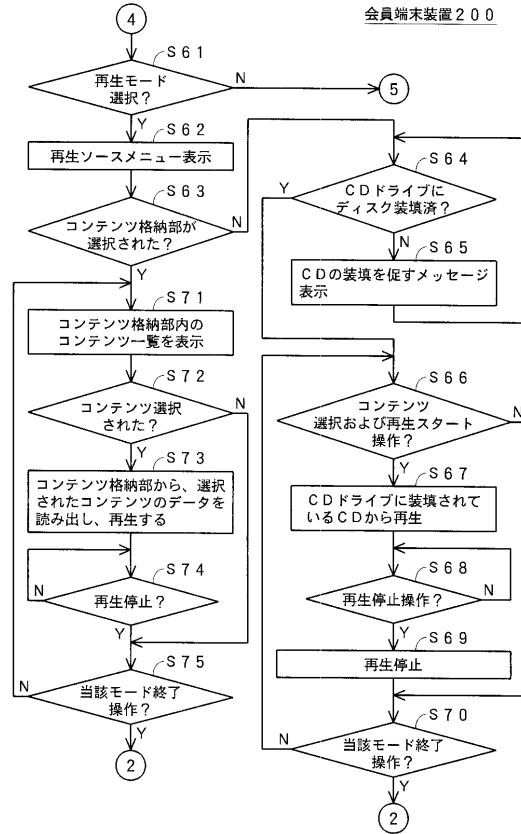 会員端末装置200
4
S61
再生モード
選択？
N
5
Y
S62
再生ソースメニュー表示
S63
コンテンツ格納部が
選択された？
N
Y
S64
CDドライブに
ディスク装填済？
Y
N
S65
CDの装填を促すメッセージ
表示
S71
コンテンツ格納部内の
コンテンツ一覧を表示
S72
コンテンツ選択
された？
N
Y
S73
コンテンツ格納部から、選択
されたコンテンツのデータを
読み出し、再生する
S74
再生停止？
N
Y
S75
当該モード終了
操作？
N
Y
2
S66
コンテンツ
選択および再生スタート
操作？
N
Y
S67
CDドライブに装填されて
いるCDから再生
S68
再生停止操作？
N
Y
S69
再生停止
S70
当該モード終了
操作？
N
Y
2